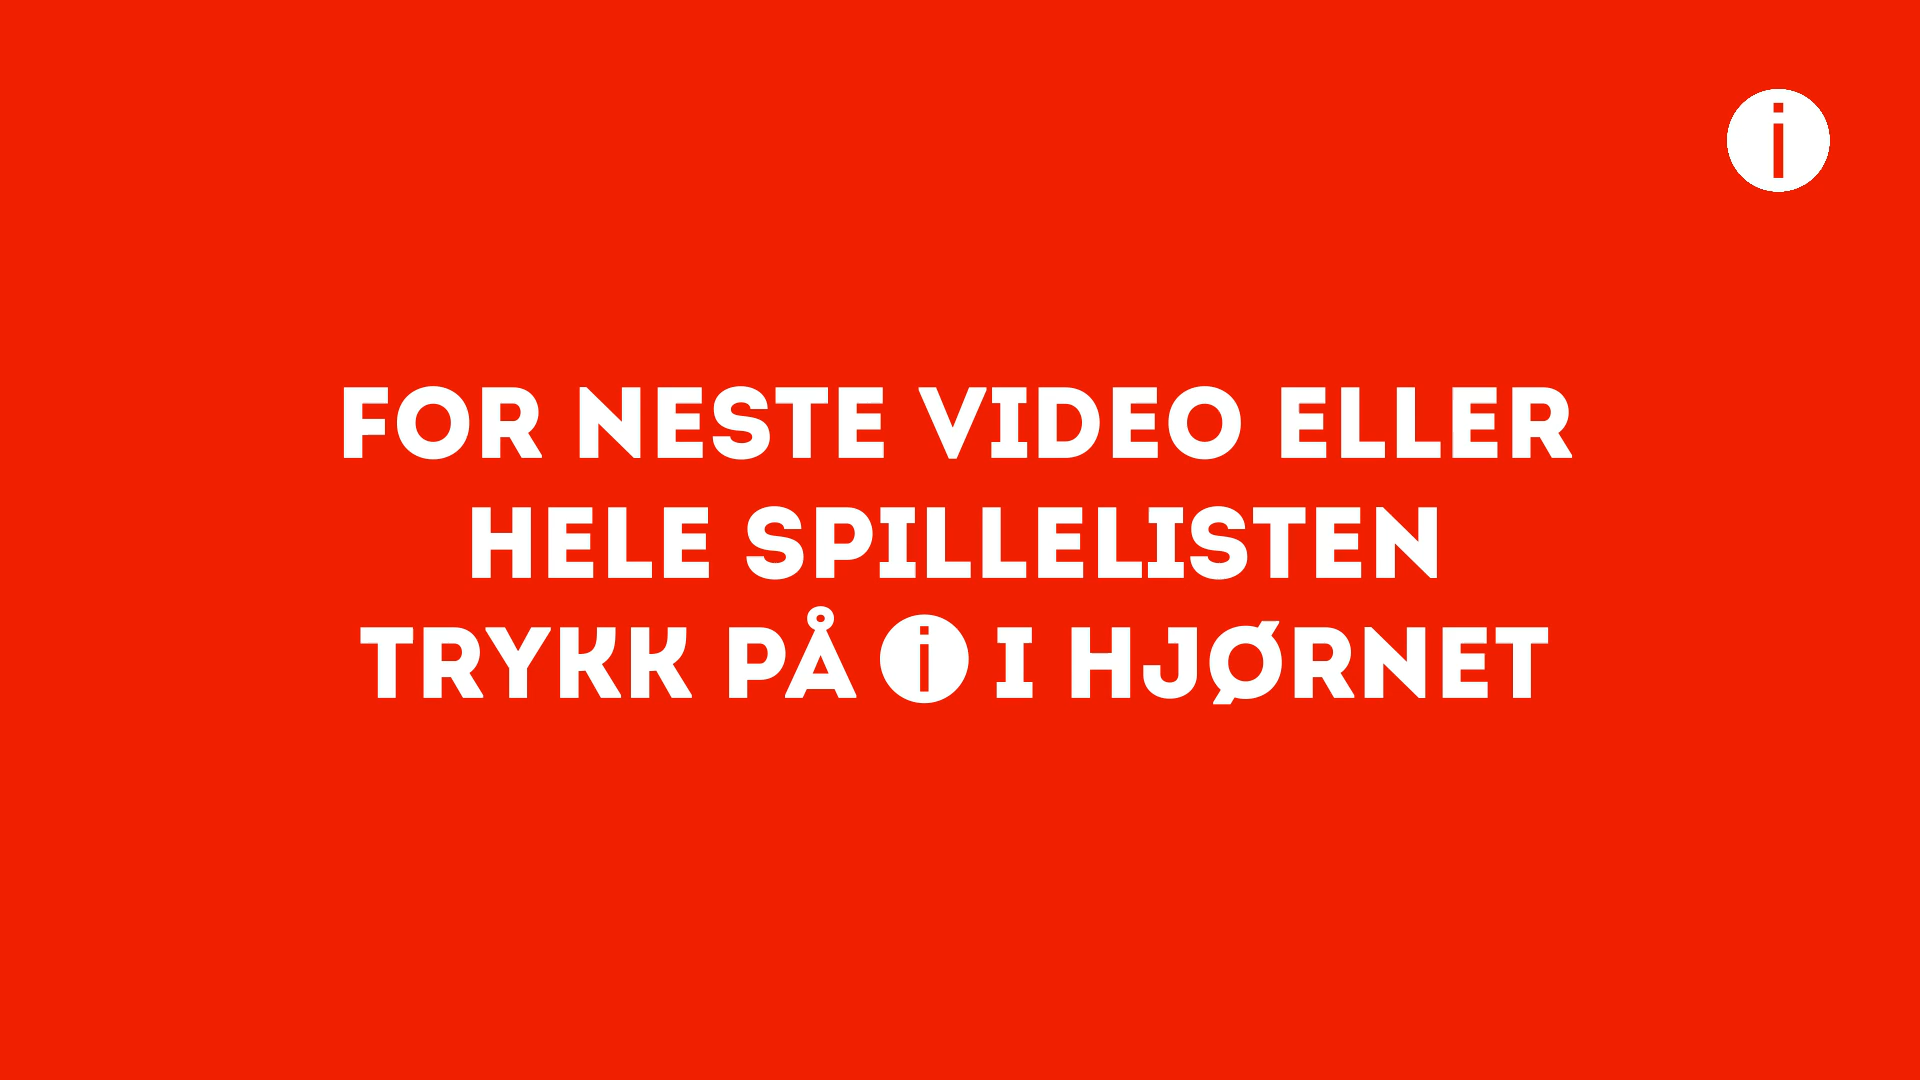 i
FOR NESTE VIDEO ELLER
HELE SPILLELISTEN
TRYKK PÅ i I HJØRNET